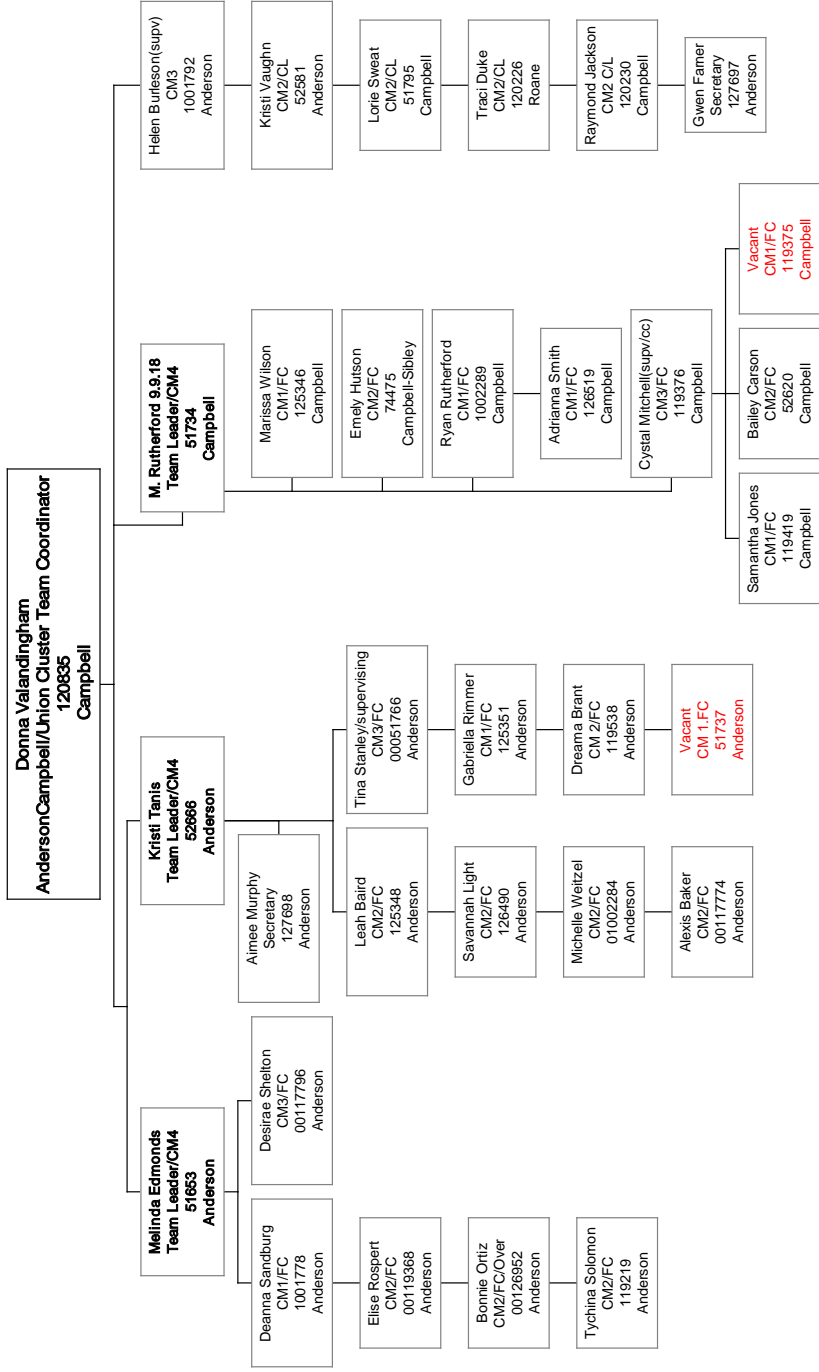 Donna Valandingham
AndersonCampbell/Union Cluster Team Coordinator
120835
Campbell
Melinda Edmonds
Team Leader/CM4
51653
Anderson
Deanna Sandburg
CM1/FC
1001778
Anderson
Elise Rospert
CM2/FC
00119368
Anderson
Bonnie Ortiz
CM2/FC/Over
00126952
Anderson
Tychina Solomon
CM2/FC
119219
Anderson
Desirae Shelton
CM3/FC
00117796
Anderson
Kristi Tanis
Team Leader/CM4
52666
Anderson
Aimee Murphy
Secretary
127698
Anderson
Leah Baird
CM2/FC
125348
Anderson
Savannah Light
CM2/FC
126490
Anderson
Michelle Weitzel
CM2/FC
01002284
Anderson
Alexis Baker
CM2/FC
00117774
Anderson
Tina Stanley/supervising
CM3/FC
00051766
Anderson
Gabriella Rimmer
CM1/FC
125351
Anderson
Dreama Brant
CM 2/FC
119538
Anderson
Vacant
CM 1.FC
51737
Anderson
M. Rutherford 9.9.18
Team Leader/CM4
51734
Campbell
Marissa Wilson
CM1/FC
125346
Campbell
Emely Hutson
CM2/FC
74475
Campbell-Sibley
Ryan Rutherford
CM1/FC
1002289
Campbell
Adrianna Smith
CM1/FC
126519
Campbell
Cystal Mitchell(supv/cc)
CM3/FC
119376
Campbell
Samantha Jones
CM1/FC
119419
Campbell
Bailey Carson
CM2/FC
52620
Campbell
Vacant
CM1/FC
119375
Campbell
Helen Burleson(supv)
CM3
1001792
Anderson
Kristi Vaughn
CM2/CL
52581
Anderson
Lorie Sweat
CM2/CL
51795
Campbell
Traci Duke
CM2/CL
120226
Roane
Raymond Jackson
CM2 C/L
120230
Campbell
Gwen Famer
Secretary
127697
Anderson